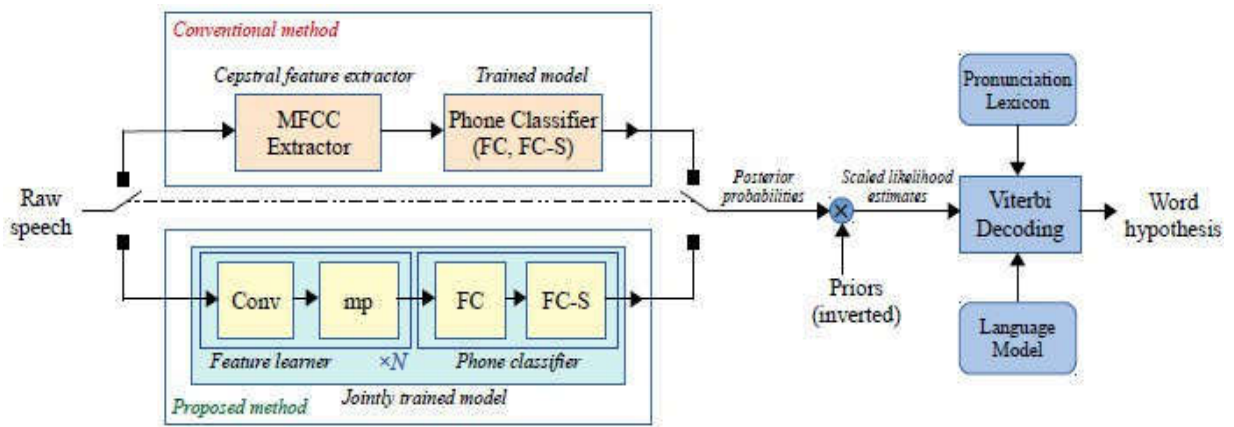 Conventional method
Cepstral feature extractor
Trained model
MFCC
Extractor
Phone Classifier
(FC, FC-S)
Pronunciation
Lexicon
Raw
speech
Posterior
probabilities
Scaled likelihood
estimates
×
Viterbi
Decoding
Word
hypothesis
Priors
(inverted)
Language
Model
Conv
mp
FC
FC-S
Feature learner
×N
Phone classifier
Jointly trained model
Proposed method